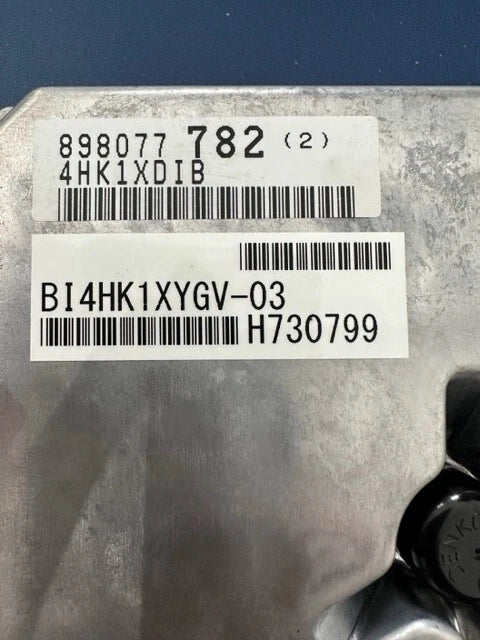 898077 782 (2)
4HK1XDIB
BI4HK1XYGV-03
H730799